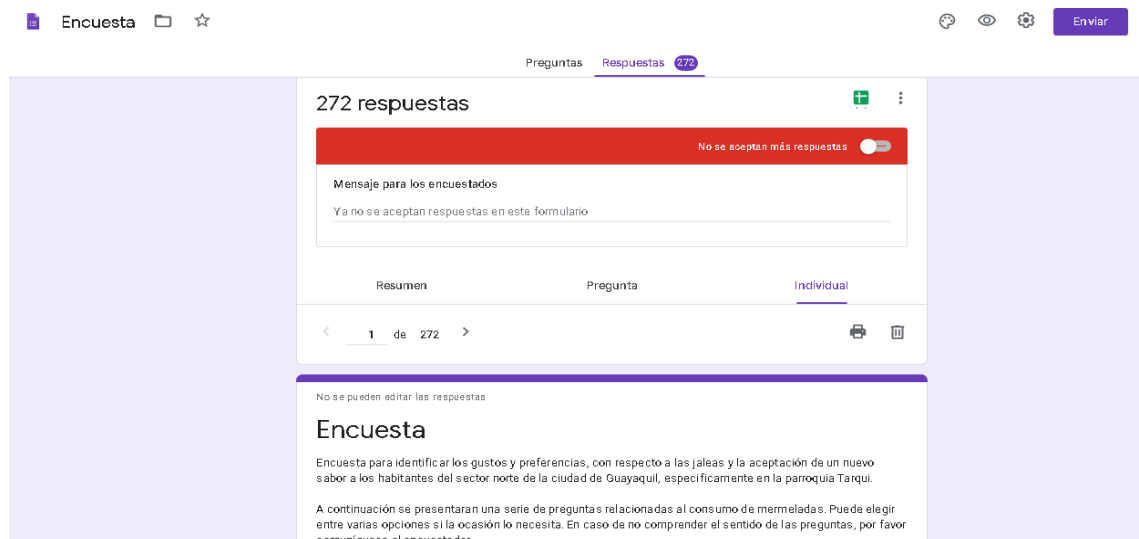 Encuesta
Enviar
Preguntas Respuestas 272
272 respuestas
No se aceptan más respuestas
Mensaje para los encuestados
Ya no se aceptan respuestas en este formulario
Resumen Pregunta Individual
1 de 272
No se pueden editar las respuestas
Encuesta
Encuesta para identificar los gustos y preferencias, con respecto a las jaleas y la aceptación de un nuevo
sabor a los habitantes del sector norte de la ciudad de Guayaquil, especificamente en la parroquia Tarqui.
A continuación se presentaran una serie de preguntas relacionadas al consumo de mermeladas. Puede elegir
entre varias opciones si la ocasión lo necesita. En caso de no comprender el sentido de las preguntas, por favor